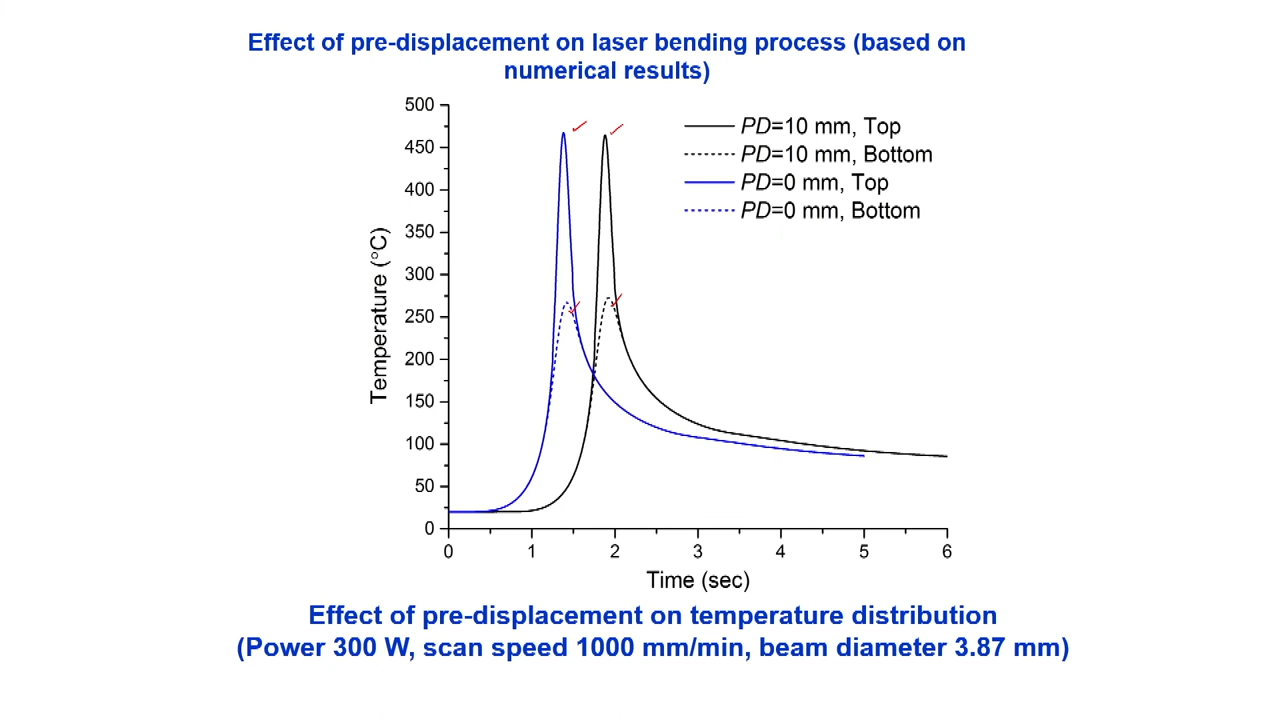 Effect of pre-displacement on laser bending process (based on
numerical results)
500
450
400
350
300
250
200
150
100
50
0
Temperature (°C)
PD=10 mm, Top
PD=10 mm, Bottom
PD=0 mm, Top
PD=0 mm, Bottom
0 1 2 3 4 5 6
Time (sec)
Effect of pre-displacement on temperature distribution
(Power 300 W, scan speed 1000 mm/min, beam diameter 3.87 mm)